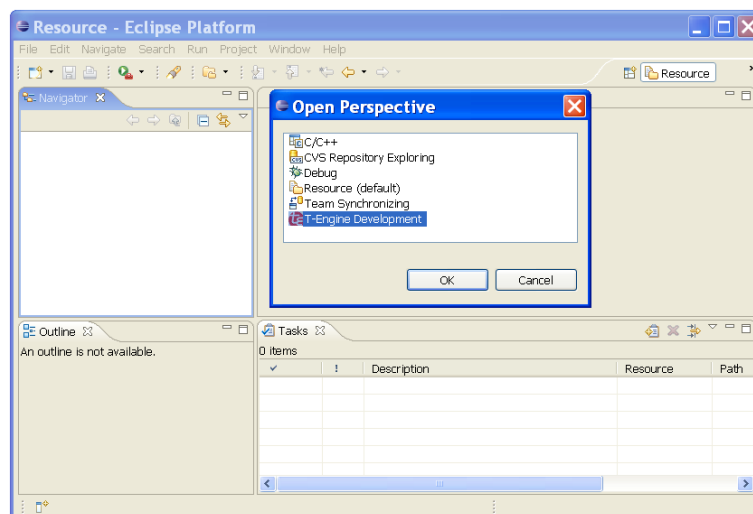 Resource - Eclipse Platform
File Edit Navigate Search Run Project Window Help
Resource
Navigator
Open Perspective
C/C++
CVS Repository Exploring
Debug
Resource (default)
Team Synchronizing
T-Engine Development
OK Cancel
Outline
An outline is not available.
Tasks
0 items
! Description Resource Path